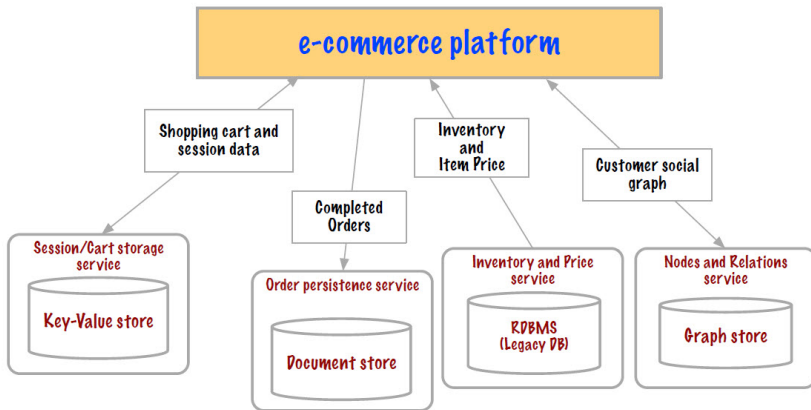 e-commerce platform
Shopping cart and
session data
Inventory
and
Item Price
Customer social
graph
Completed
Orders
Session/Cart storage
service
Key-Value store
Order persistence service
Document store
Inventory and Price
service
RDBMS
(Legacy DB)
Nodes and Relations
service
Graph store